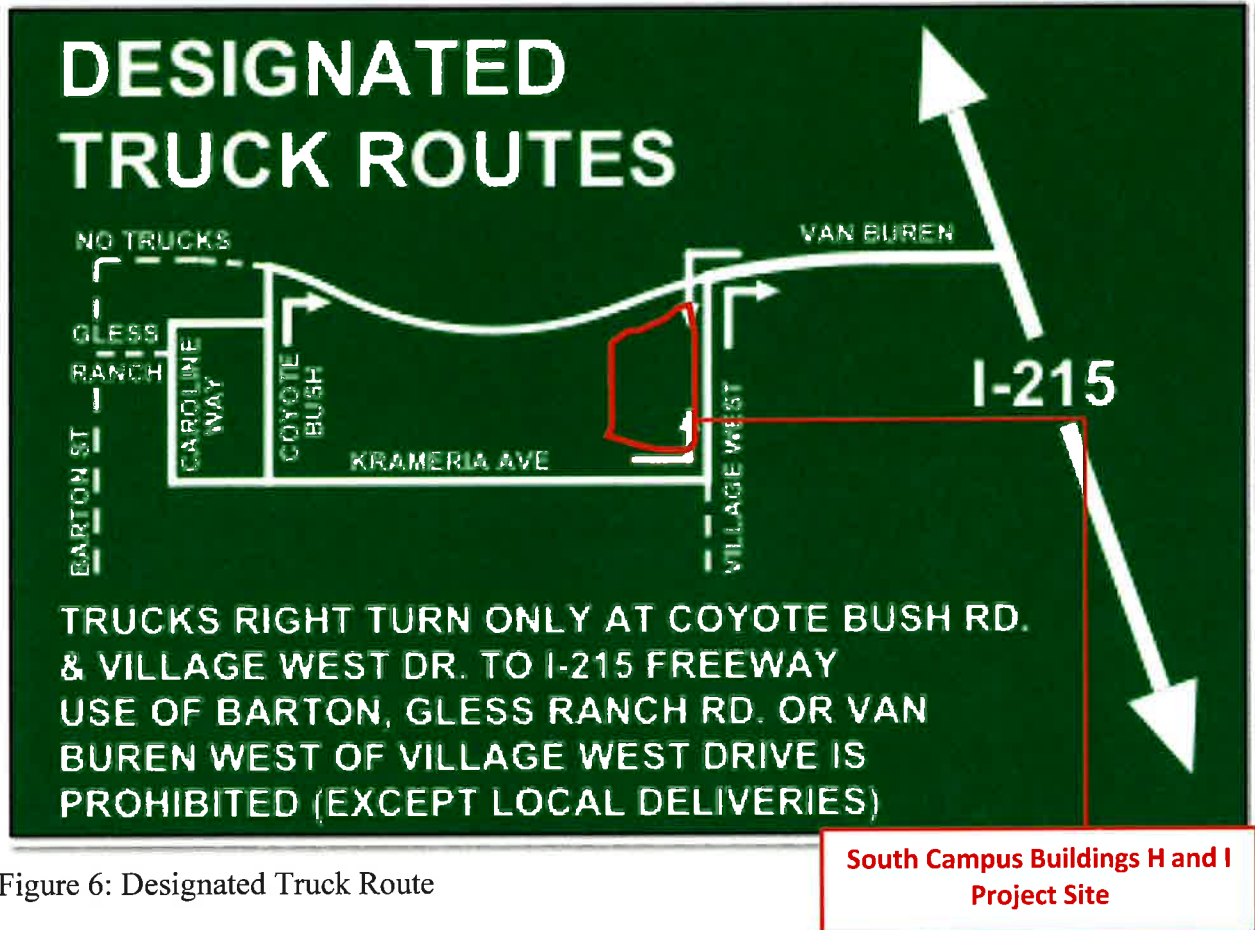 DESIGNATED
TRUCK ROUTES
NO TRUCKS
VAN BUREN
GLESS
RANCH
CAROLINE
WAY
COYOTE
BUSH
I-215
BARTON ST
KRAMERIA AVE
VILLAGE WEST
TRUCKS RIGHT TURN ONLY AT COYOTE BUSH RD.
& VILLAGE WEST DR. TO I-215 FREEWAY
USE OF BARTON, GLESS RANCH RD. OR VAN
BUREN WEST OF VILLAGE WEST DRIVE IS
PROHIBITED (EXCEPT LOCAL DELIVERIES)
South Campus Buildings H and I
Project Site
Figure 6: Designated Truck Route